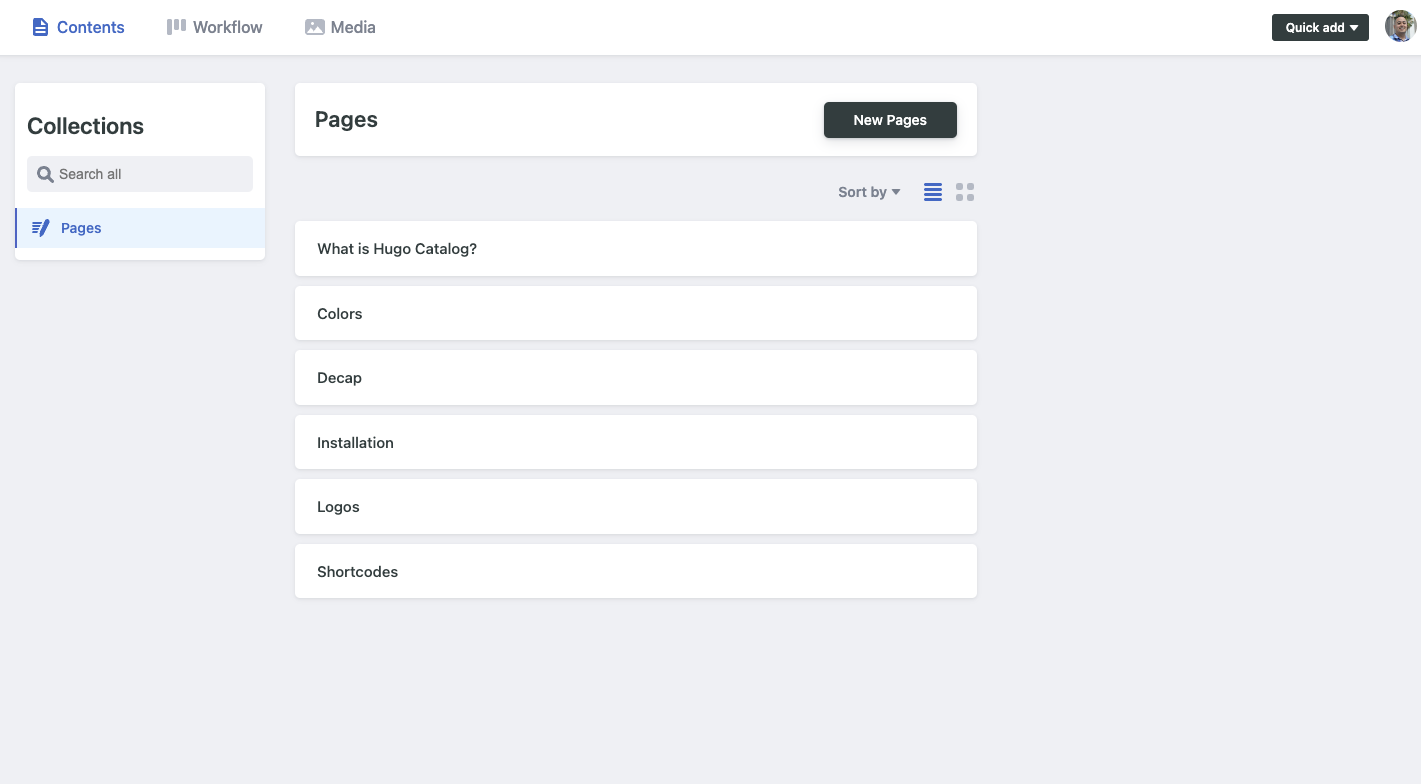 Contents
Workflow
Media
Quick add
Collections
Search all
Pages
Pages
New Pages
Sort by
What is Hugo Catalog?
Colors
Decap
Installation
Logos
Shortcodes